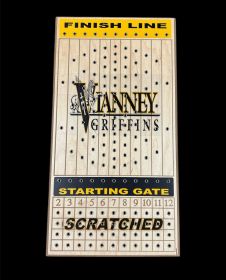 FINISH LINE
VIANNEY
GRIFFINS
STARTING GATE
2 3 4 5 6 7 8 9 10 11 12
SCRATCHED